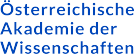 Österreichische
Akademie der
Wissenschaften